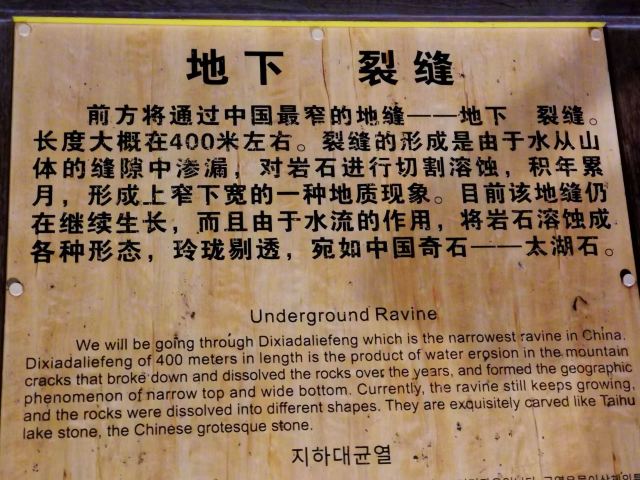 地下 裂缝
前方将通过中国最窄的地缝——地下 裂缝。
长度大概在400米左右。裂缝的形成是由于水从山
体的缝隙中渗漏，对岩石进行切割溶蚀，积年累
月，形成上窄下宽的一种地质现象。目前该地缝仍
在继续生长，而且由于水流的作用，将岩石溶蚀成
各种形态，玲珑剔透，宛如中国奇石——太湖石。
Underground Ravine
We will be going through Dixiadaliefeng which is the narrowest ravine in China.
Dixiadaliefeng of 400 meters in length is the product of water erosion in the mountain
cracks that broke down and dissolved the rocks over the years, and formed the geographic
phenomenon of narrow top and wide bottom. Currently, the ravine still keeps growing,
and the rocks were dissolved into different shapes. They are exquisitely carved like Taihu
lake stone, the Chinese grotesque stone.
지하대균열